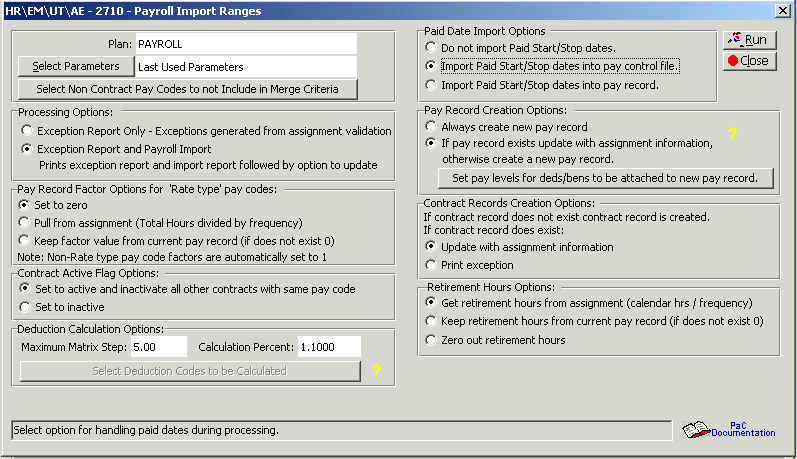 HR\EM\UT\AE - 2710 - Payroll Import Ranges
Plan: PAYROLL
Select Parameters Last Used Parameters
Select Non Contract Pay Codes to not Include in Merge Criteria
Processing Options:
Exception Report Only - Exceptions generated from assignment validation
Exception Report and Payroll Import
Prints exception report and import report followed by option to update
Pay Record Factor Options for 'Rate type' pay codes:
Set to zero
Pull from assignment (Total Hours divided by frequency)
Keep factor value from current pay record (if does not exist 0)
Note: Non-Rate type pay code factors are automatically set to 1
Contract Active Flag Options:
Set to active and inactivate all other contracts with same pay code
Set to inactive
Deduction Calculation Options:
Maximum Matrix Step: 5.00 Calculation Percent: 1.1000
Select Deduction Codes to be Calculated ?
Paid Date Import Options
Do not import Paid Start/Stop dates.
Import Paid Start/Stop dates into pay control file.
Import Paid Start/Stop dates into pay record.
Run
Close
Pay Record Creation Options:
Always create new pay record
?
If pay record exists update with assignment information,
otherwise create a new pay record.
Set pay levels for deds/bens to be attached to new pay record.
Contract Records Creation Options:
If contract record does not exist contract record is created.
If contract record does exist:
Update with assignment information
Print exception
Retirement Hours Options:
Get retirement hours from assignment (calendar hrs / frequency)
Keep retirement hours from current pay record (if does not exist 0)
Zero out retirement hours
Select option for handling paid dates during processing.
PaC
Documentation